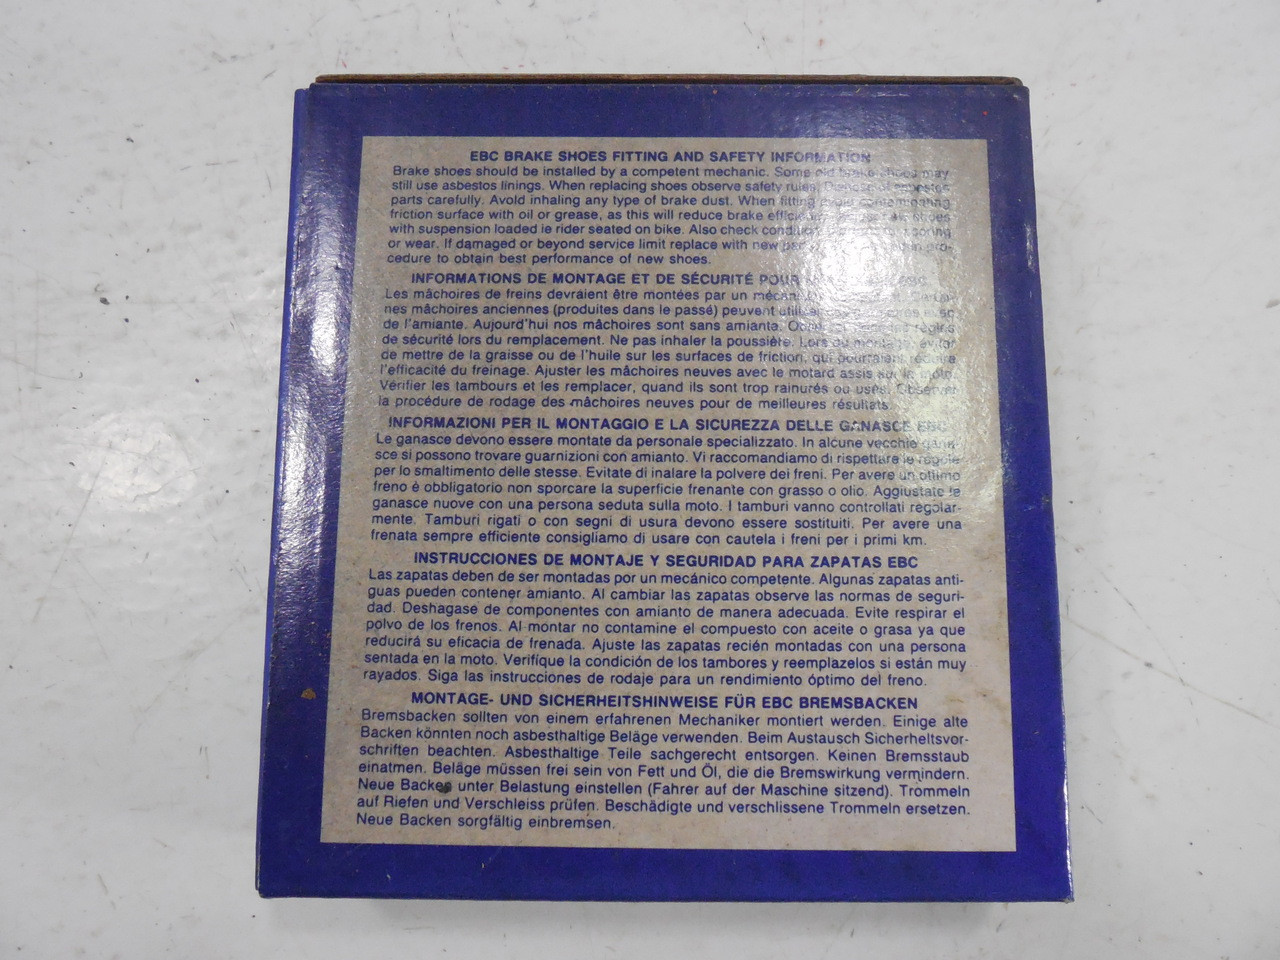 EBC BRAKE SHOES FITTING AND SAFETY INFORMATION
Brake shoes should be installed by a competent mechanic. Some old brake shoes may
still use asbestos linings. When replacing shoes observe safety rules. Dispose of asbestos
parts carefully. Avoid inhaling any type of brake dust. When fitting avoid contaminating
friction surface with oil or grease, as this will reduce brake shoes
with suspension loaded ie rider seated on bike. Also check scoring
or wear. If damaged or beyond service limit replace with new pro-
cedure to obtain best performance of new shoes.
INFORMATIONS DE MONTAGE ET DE SÉCURITÉ POUR EBC
Les mâchoires de freins devraient être montées par un
nes mâchoires anciennes (produites dans le passé) peuvent avec
de l'amiante. Aujourd'hui nos mâchoires sont sans amiante. règles
de sécurité lors du remplacement. Ne pas inhaler la poussière. Lors du montage, éviter
de mettre de la graisse ou de l'huile sur les surfaces de friction, qui pourraient réduire
l'efficacité du freinage. Ajuster les mâchoires neuves avec le motard assis sur la moto.
Vérifier les tambours et les remplacer, quand ils sont trop rainurés ou usés. Observer
la procédure de rodage des mâchoires neuves pour de meilleures résultats.
INFORMAZIONI PER IL MONTAGGIO E LA SICUREZZA DELLE GANASCE EBC
Le ganasce devono essere montate da personale specializzato. In alcune vecchie gana-
sce si possono trovare guarnizioni con amianto. Vi raccomandiamo di rispettare le regole
per lo smaltimento delle stesse. Evitate di inalare la polvere dei freni. Per avere un ottimo
freno è obbligatorio non sporcare la superficie frenante con grasso o olio. Aggiustate le
ganasce nuove con una persona seduta sulla moto. I tamburi vanno controllati regolar-
mente. Tamburi rigati o con segni di usura devono essere sostituiti. Per avere una
frenata sempre efficiente consigliamo di usare con cautela i freni per i primi km.
INSTRUCCIONES DE MONTAJE Y SEGURIDAD PARA ZAPATAS EBC
Las zapatas deben de ser montadas por un mecánico competente. Algunas zapatas anti-
guas pueden contener amianto. Al cambiar las zapatas observe las normas de seguri-
dad. Deshagase de componentes con amianto de manera adecuada. Evite respirar el
polvo de los frenos. Al montar no contamine el compuesto con aceite o grasa ya que
reducirá su eficacia de frenada. Ajuste las zapatas recién montadas con una persona
sentada en la moto. Verifique la condición de los tambores y reemplazelos si están muy
rayados. Siga las instrucciones de rodaje para un rendimiento óptimo del freno.
MONTAGE- UND SICHERHEITSHINWEISE FÜR EBC BREMSBACKEN
Bremsbacken sollten von einem erfahrenen Mechaniker montiert werden. Einige alte
Backen könnten noch asbesthaltige Beläge verwenden. Beim Austausch Sicherheitsvor-
schriften beachten. Asbesthaltige Teile sachgerecht entsorgen. Keinen Bremsstaub
einatmen. Beläge müssen frei sein von Fett und Öl, die die Bremswirkung vermindern.
Neue Backen unter Belastung einstellen (Fahrer auf der Maschine sitzend). Trommeln
auf Riefen und Verschleiss prüfen. Beschädigte und verschlissene Trommeln ersetzen.
Neue Backen sorgfältig einbremsen.